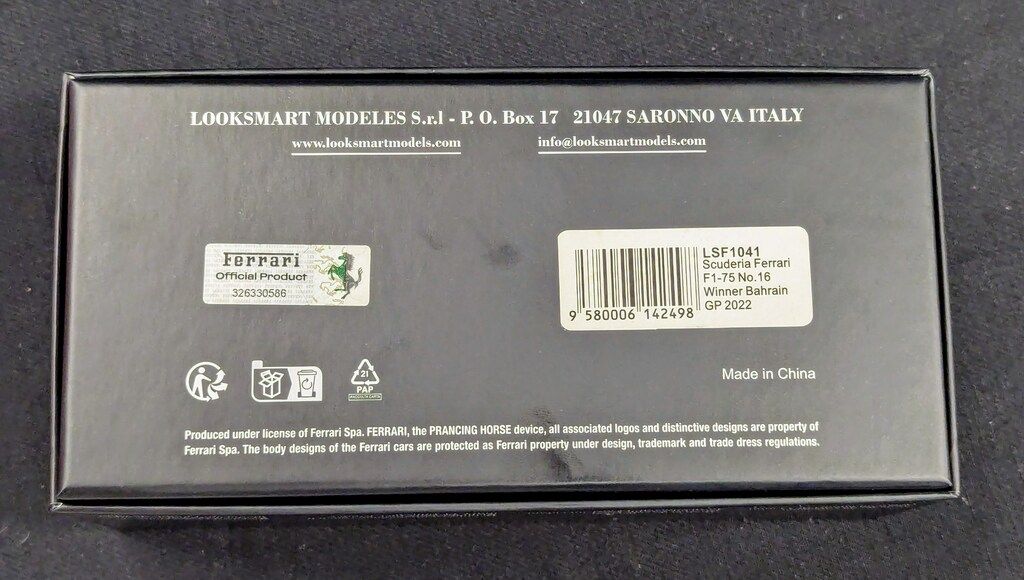 LOOKSMART MODELES S.r.l - P. O. Box 17 21047 SARONNO VA ITALY
www.looksmartmodels.com info@looksmartmodels.com
Ferrari
Official Product
326330586
LSF1041
Scuderia Ferrari
F1-75 No.16
Winner Bahrain
GP 2022
9 580006 142498
21
PAP
Made in China
Produced under license of Ferrari Spa. FERRARI, the PRANCING HORSE device, all associated logos and distinctive designs are property of
Ferrari Spa. The body designs of the Ferrari cars are protected as Ferrari property under design, trademark and trade dress regulations.